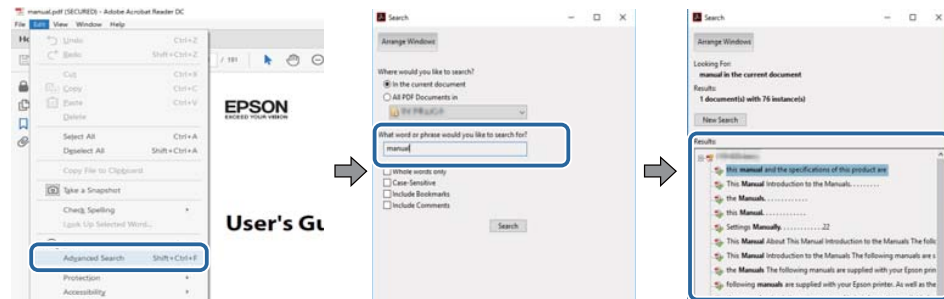 manual.pdf (SECURED) - Adobe Acrobat Reader DC
File Edit View Window Help
Undo Ctrl+Z
Redo Shift+Ctrl+Z
Cut Ctrl+X
Copy Ctrl+C
Paste Ctrl+V
Delete
Select All Ctrl+A
Deselect All Shift+Ctrl+A
Copy File to Clipboard
Take a Snapshot
Check Spelling
Look Up Selected Word...
Advanced Search Shift+Ctrl+F
Protection
Accessibility
/ 191
EPSON
EXCEED YOUR VISION
User's Gu
Search
Arrange Windows
Where would you like to search?
In the current document
All PDF Documents in
What word or phrase would you like to search for?
manual
Whole words only
Case-Sensitive
Include Bookmarks
Include Comments
Search
Search
Arrange Windows
Looking For:
manual in the current document
Results:
1 document(s) with 76 instance(s)
New Search
Results:
this manual and the specifications of this product are
This Manual Introduction to the Manuals.........
the Manuals.............
this Manual.............
Settings Manually.............22
This Manual About This Manual Introduction to the Manuals The follo
This Manual Introduction to the Manuals The following manuals are s
the Manuals The following manuals are supplied with your Epson prin
following manuals are supplied with your Epson printer. As well as the